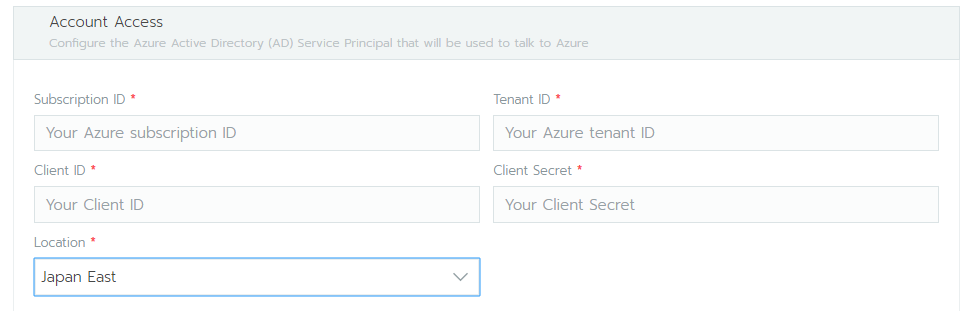 Account Access
Configure the Azure Active Directory (AD) Service Principal that will be used to talk to Azure
Subscription ID *
Tenant ID *
Your Azure subscription ID
Your Azure tenant ID
Client ID *
Client Secret *
Your Client ID
Your Client Secret
Location *
Japan East